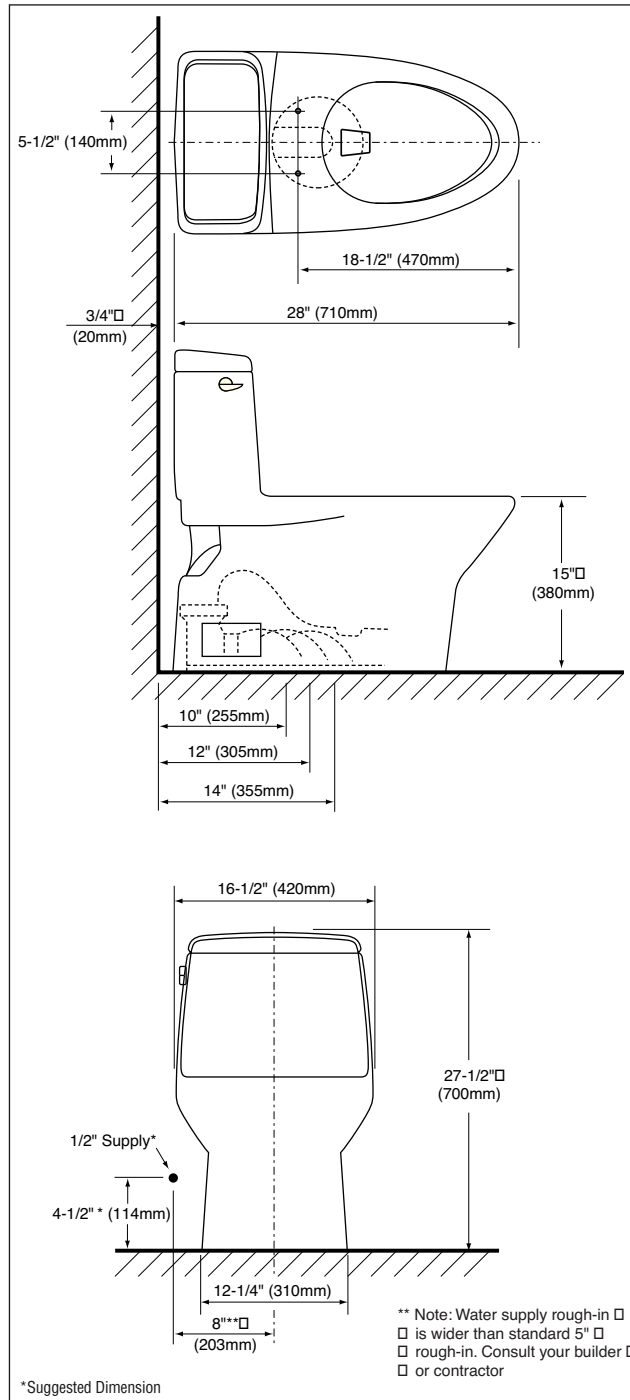 5-1/2" (140mm)
18-1/2" (470mm)
3/4"□
(20mm)
28" (710mm)
15"□
(380mm)
10" (255mm)
12" (305mm)
14" (355mm)
16-1/2" (420mm)
27-1/2"□
(700mm)
1/2" Supply*
4-1/2" * (114mm)
12-1/4" (310mm)
8"**□
(203mm)
** Note: Water supply rough-in □
□ is wider than standard 5" □
□ rough-in. Consult your builder □
□ or contractor
*Suggested Dimension